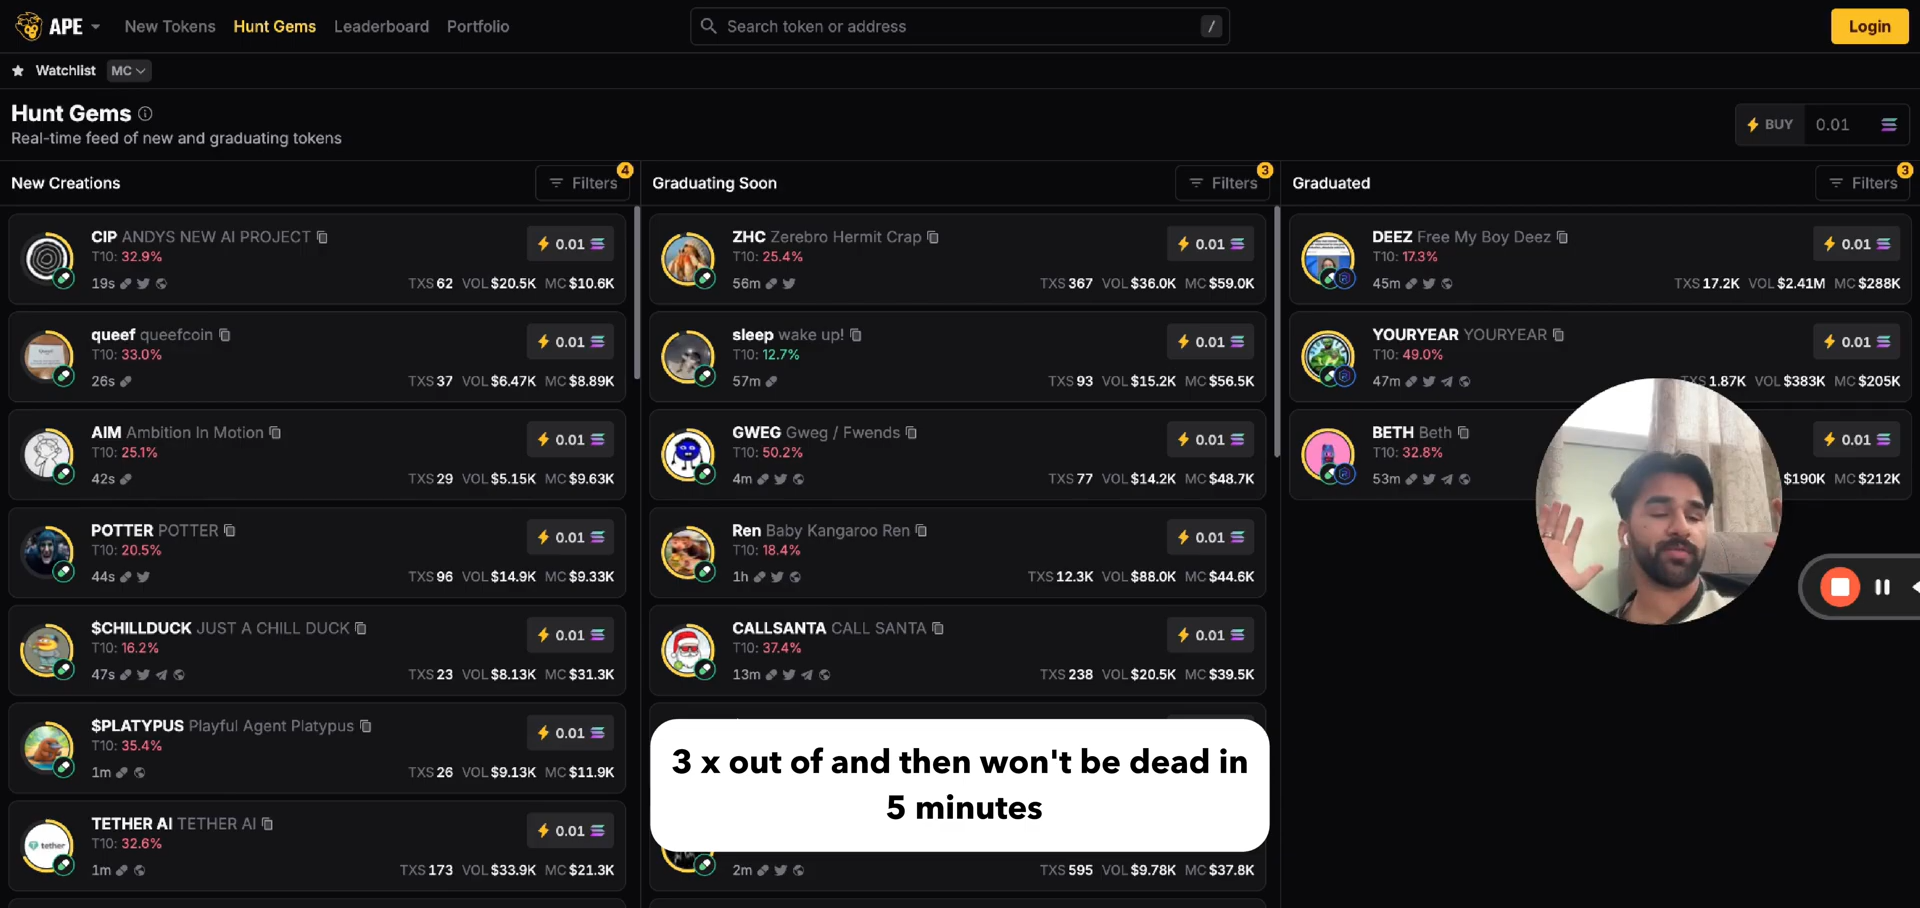 APE New Tokens Hunt Gems Leaderboard Portfolio Search token or address / Login
Watchlist MC
Hunt Gems
Real-time feed of new and graduating tokens
BUY 0.01
New Creations Filters 4
Graduating Soon Filters 3
Graduated Filters 3
CIP ANDYS NEW AI PROJECT 0.01
T10: 32.9%
19s TXS 62 VOL $20.5K MC $10.6K
queef queefcoin 0.01
T10: 33.0%
26s TXS 37 VOL $6.47K MC $8.89K
AIM Ambition In Motion 0.01
T10: 25.1%
42s TXS 29 VOL $5.15K MC $9.63K
POTTER POTTER 0.01
T10: 20.5%
44s TXS 96 VOL $14.9K MC $9.33K
$CHILLDUCK JUST A CHILL DUCK 0.01
T10: 16.2%
47s TXS 23 VOL $8.13K MC $31.3K
$PLATYPUS Playful Agent Platypus 0.01
T10: 35.4%
1m TXS 26 VOL $9.13K MC $11.9K
tether
TETHER AI TETHER AI 0.01
T10: 32.6%
1m TXS 173 VOL $33.9K MC $21.3K
ZHC Zerebro Hermit Crap 0.01
T10: 25.4%
56m TXS 367 VOL $36.0K MC $59.0K
sleep wake up! 0.01
T10: 12.7%
57m TXS 93 VOL $15.2K MC $56.5K
GWEG Gweg / Fwends 0.01
T10: 50.2%
4m TXS 77 VOL $14.2K MC $48.7K
Ren Baby Kangaroo Ren 0.01
T10: 18.4%
1h TXS 12.3K VOL $88.0K MC $44.6K
CALLSANTA CALL SANTA 0.01
T10: 37.4%
13m TXS 238 VOL $20.5K MC $39.5K
3 x out of and then won't be dead in
5 minutes
2m TXS 595 VOL $9.78K MC $37.8K
DEEZ Free My Boy Deez 0.01
T10: 17.3%
45m TXS 17.2K VOL $2.41M MC $288K
YOURYEAR YOURYEAR 0.01
T10: 49.0%
47m TXS 1.87K VOL $383K MC $205K
BETH Beth 0.01
T10: 32.8%
53m $190K MC $212K